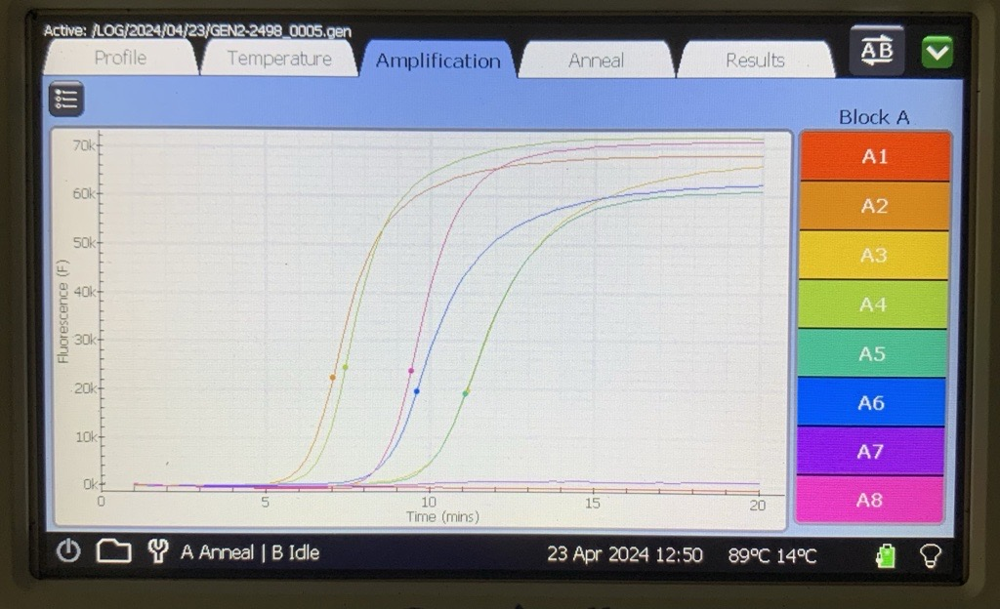 Active: /LOG/2024/04/23/GEN2-2498_0005.gen
Profile
Temperature
Amplification
Anneal
Results
AB
Block A
A1
A2
A3
A4
A5
A6
A7
A8
Fluorescence (F)
70k
60k
50k
40k
30k
20k
10k
0k
0 5 10 15 20
Time (mins)
A Anneal | B Idle
23 Apr 2024 12:50
89°C 14°C